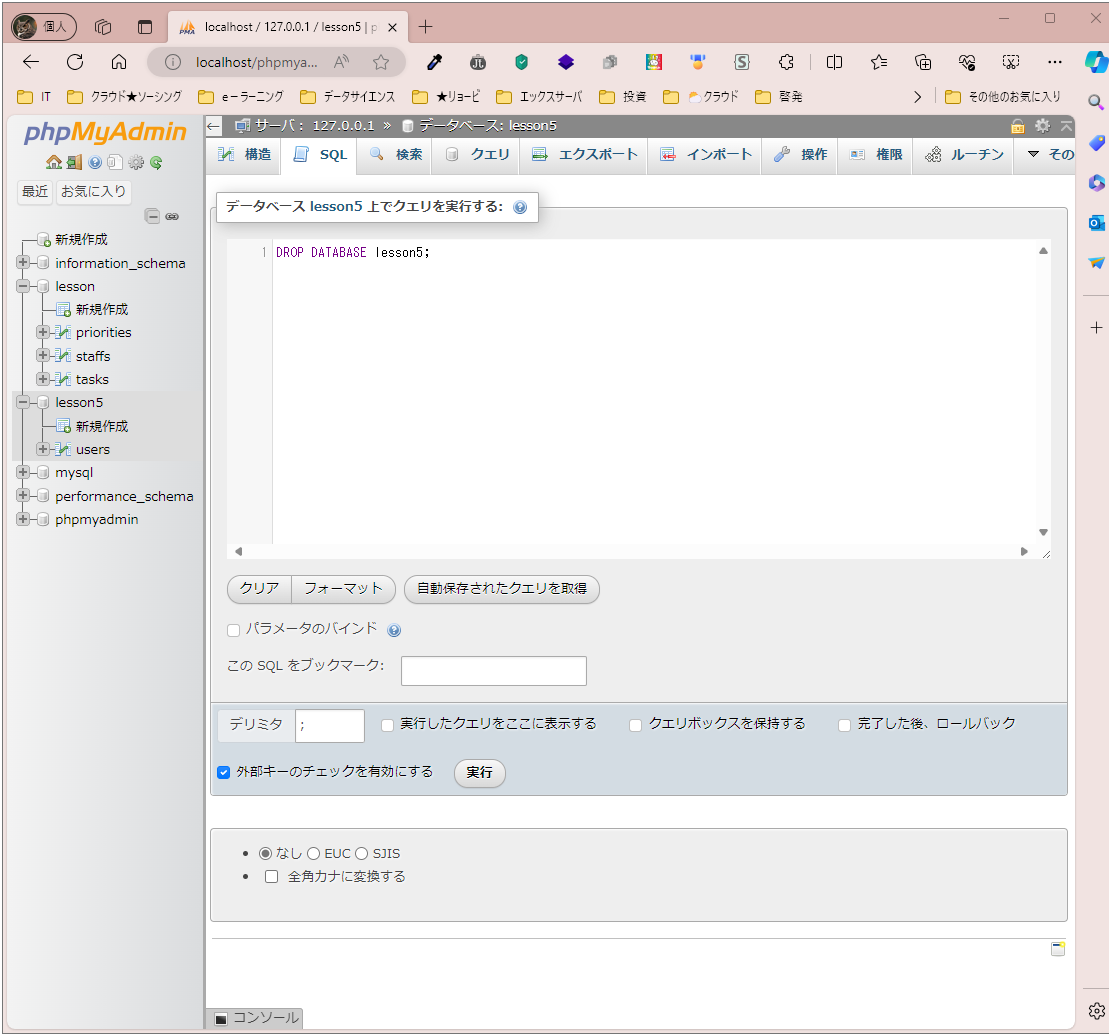 個人
localhost / 127.0.0.1 / lesson5 | p
localhost/phpmya...
IT
クラウド★ソーシング
e－ラーニング
データサイエンス
★リョービ
エックスサーバ
投資
クラウド
啓発
その他のお気に入り
phpMyAdmin
最近
お気に入り
新規作成
information_schema
lesson
新規作成
priorities
staffs
tasks
lesson5
新規作成
users
mysql
performance_schema
phpmyadmin
サーバ： 127.0.0.1 » データベース: lesson5
構造
SQL
検索
クエリ
エクスポート
インポート
操作
権限
ルーチン
その
データベース lesson5 上でクエリを実行する:
1 DROP DATABASE lesson5;
クリア
フォーマット
自動保存されたクエリを取得
パラメータのバインド
この SQL をブックマーク:
デリミタ ;
実行したクエリをここに表示する
クエリボックスを保持する
完了した後、ロールバック
外部キーのチェックを有効にする
実行
なし EUC SJIS
全角カナに変換する
コンソール